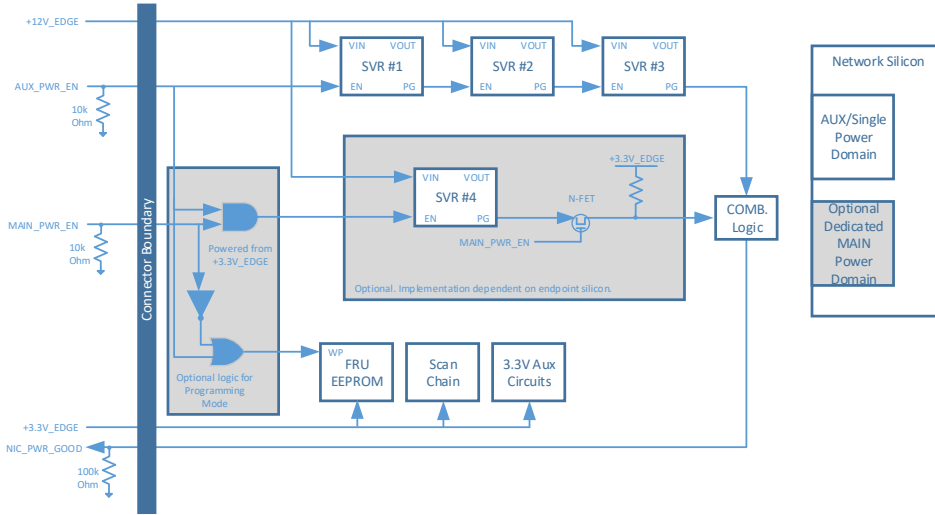 +12V_EDGE
VIN VOUT
SVR #1
EN PG
VIN VOUT
SVR #2
EN PG
VIN VOUT
SVR #3
EN PG
Network Silicon
AUX/Single
Power
Domain
Optional
Dedicated
MAIN
Power
Domain
AUX_PWR_EN
10k
Ohm
Connector Boundary
+3.3V_EDGE
VIN VOUT
SVR #4
EN PG
N-FET
MAIN_PWR_EN
Optional. Implementation dependent on endpoint silicon.
COMB.
Logic
MAIN_PWR_EN
10k
Ohm
Powered from
+3.3V_EDGE
Optional logic for
Programming
Mode
WP
FRU
EEPROM
Scan
Chain
3.3V Aux
Circuits
+3.3V_EDGE
NIC_PWR_GOOD
100k
Ohm